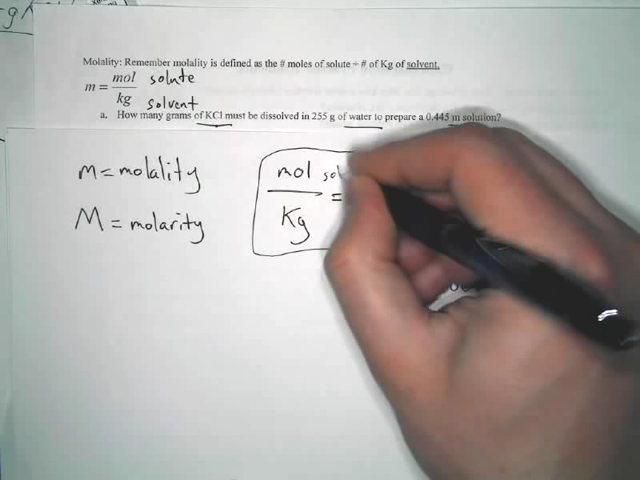 Molality: Remember molality is defined as the # moles of solute ÷ # of Kg of solvent.
m = mol/kg solute
solvent
a. How many grams of KCl must be dissolved in 255 g of water to prepare a 0.445 m solution?
m = molality
mol
M = molarity
=
Kg